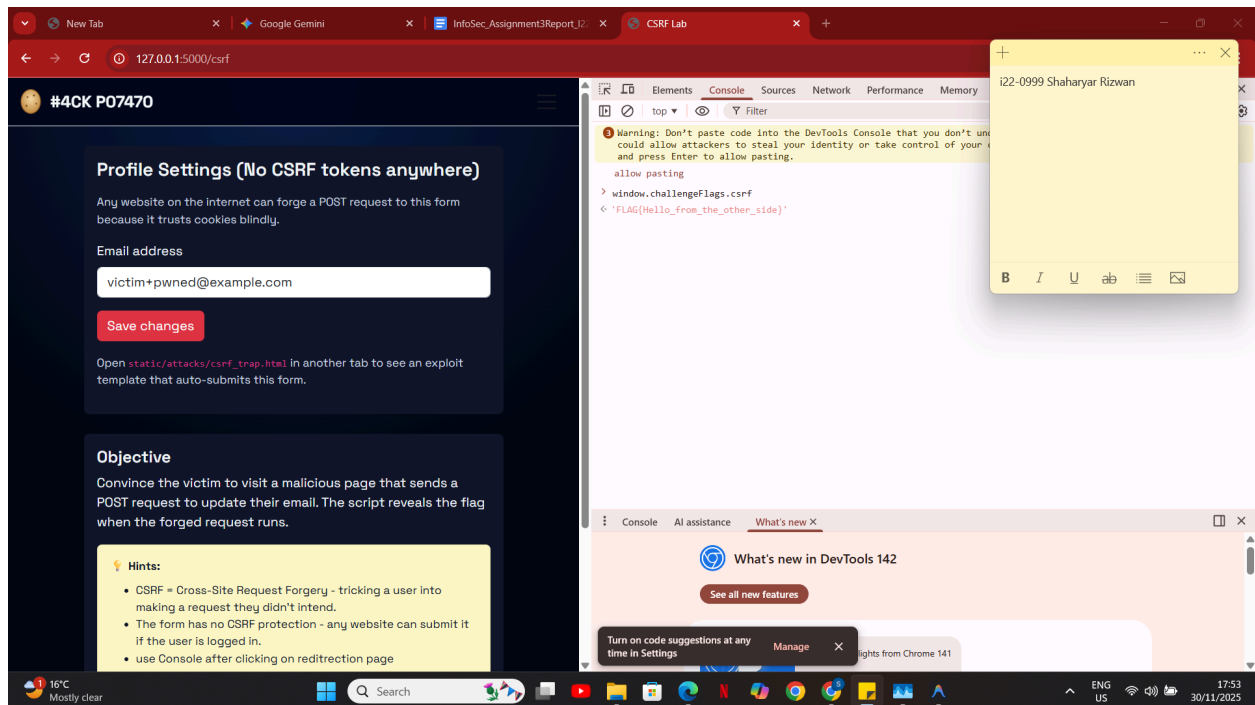 New Tab
Google Gemini
InfoSec_Assignment3Report_I22
CSRF Lab
127.0.0.1:5000/csrf
i22-0999 Shaharyar Rizwan
B I U ab
#4CK P07470
Profile Settings (No CSRF tokens anywhere)
Any website on the internet can forge a POST request to this form
because it trusts cookies blindly.
Email address
victim+pwned@example.com
Save changes
Open static/attacks/csrf_trap.html in another tab to see an exploit
template that auto-submits this form.
Objective
Convince the victim to visit a malicious page that sends a
POST request to update their email. The script reveals the flag
when the forged request runs.
Hints:
• CSRF = Cross-Site Request Forgery - tricking a user into
making a request they didn't intend.
• The form has no CSRF protection - any website can submit it
if the user is logged in.
• use Console after clicking on reditrection page
Elements Console Sources Network Performance Memory
top Filter
3 Warning: Don't paste code into the DevTools Console that you don't
could allow attackers to steal your identity or take control of your
and press Enter to allow pasting.
allow pasting
> window.challengeFlags.csrf
'FLAG{Hello_from_the_other_side}'
Console AI assistance What's new
What's new in DevTools 142
See all new features
Turn on code suggestions at any
time in Settings
Manage
lights from Chrome 141
1
16°C
Mostly clear
Search
5
ENG
US
17:53
30/11/2025